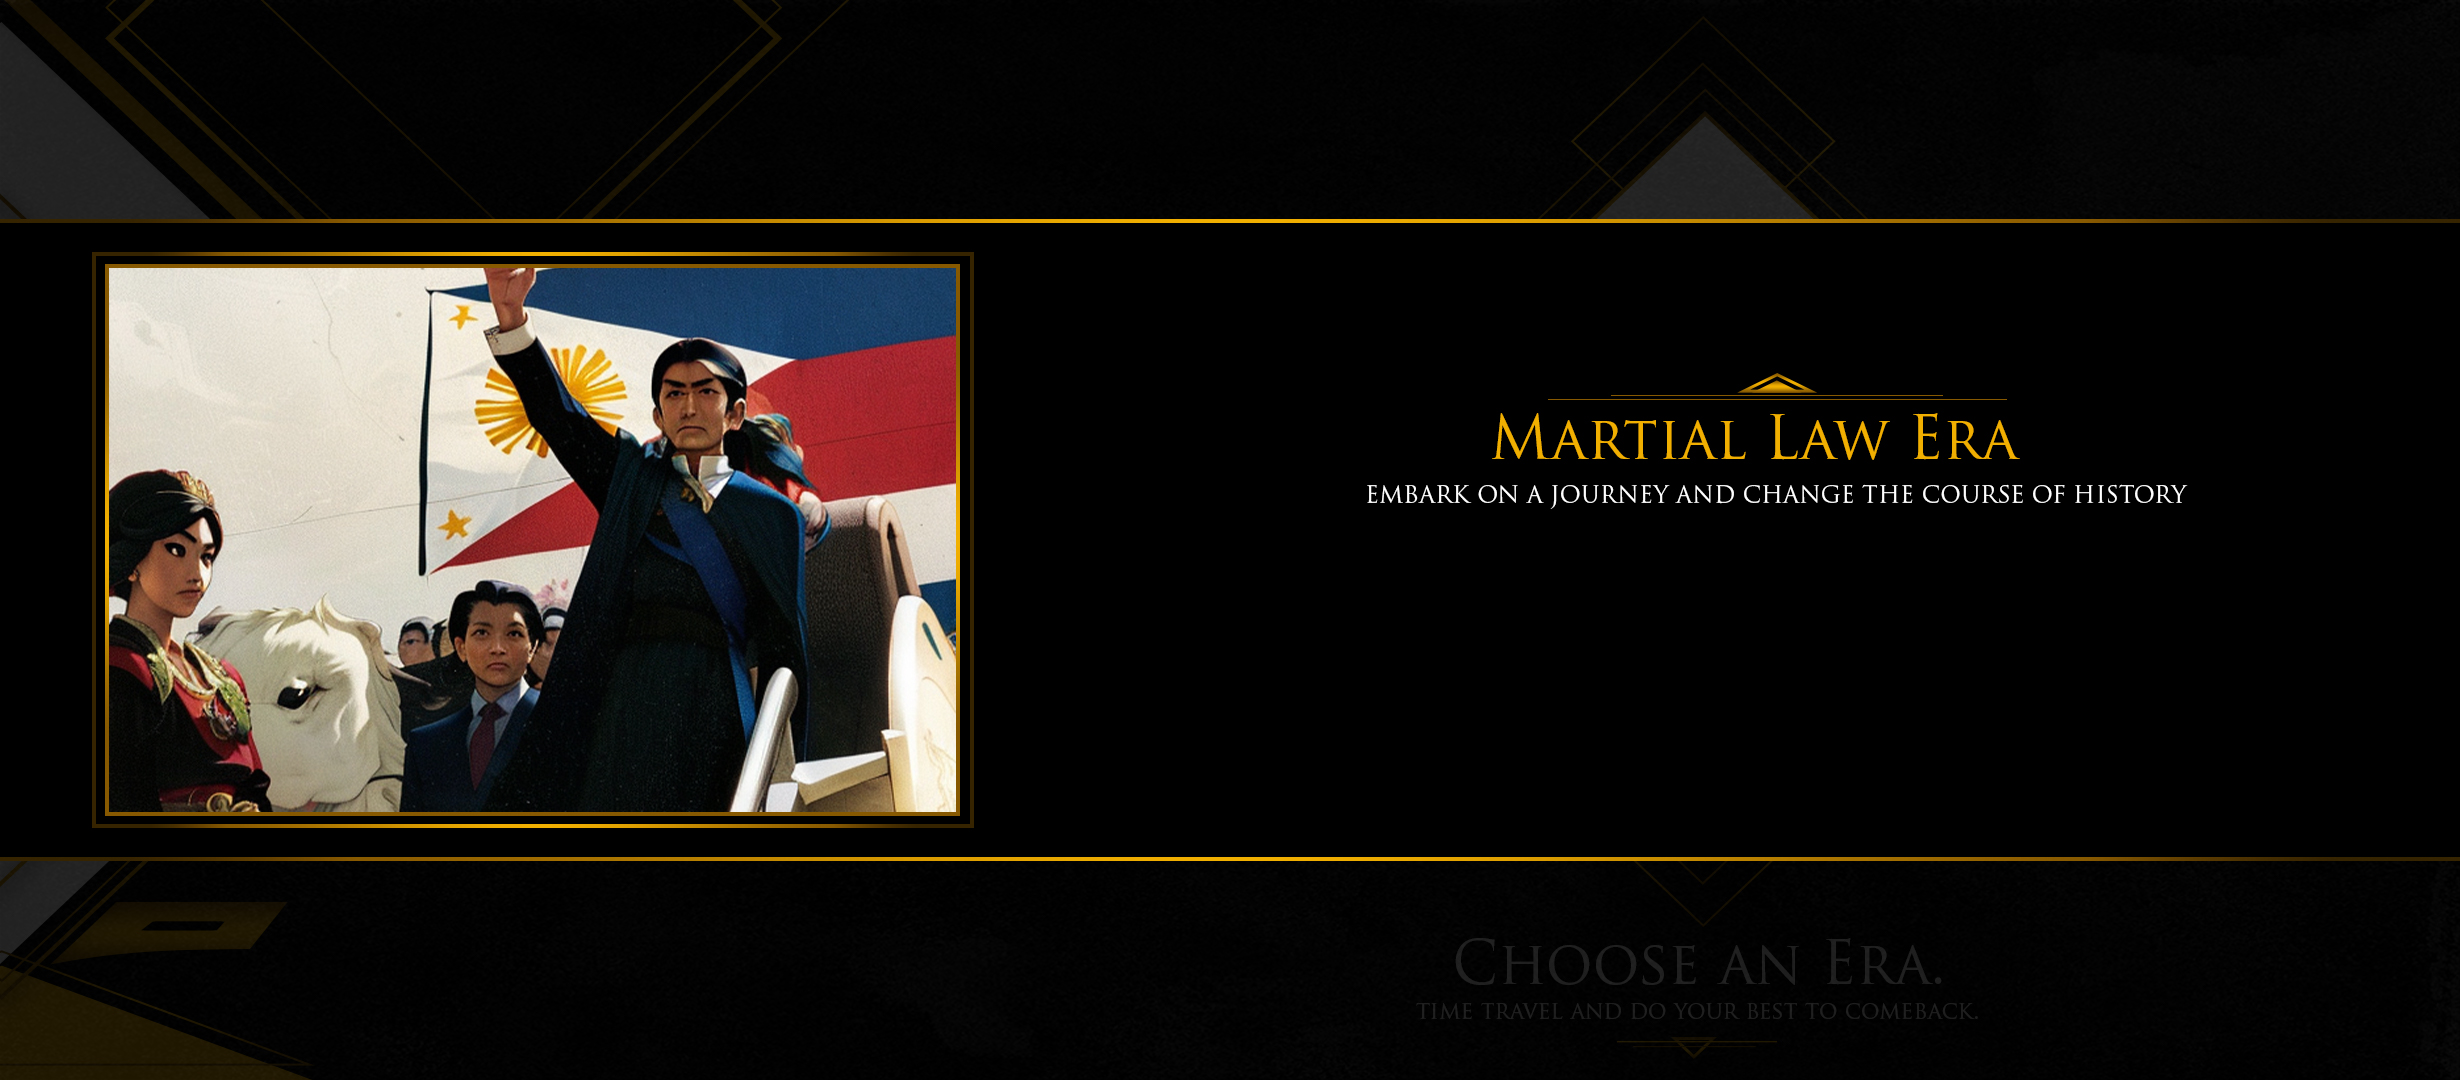 Martial Law Era
EMBARK ON A JOURNEY AND CHANGE THE COURSE OF HISTORY
Choose an Era.
TIME TRAVEL AND DO YOUR BEST TO COMEBACK.